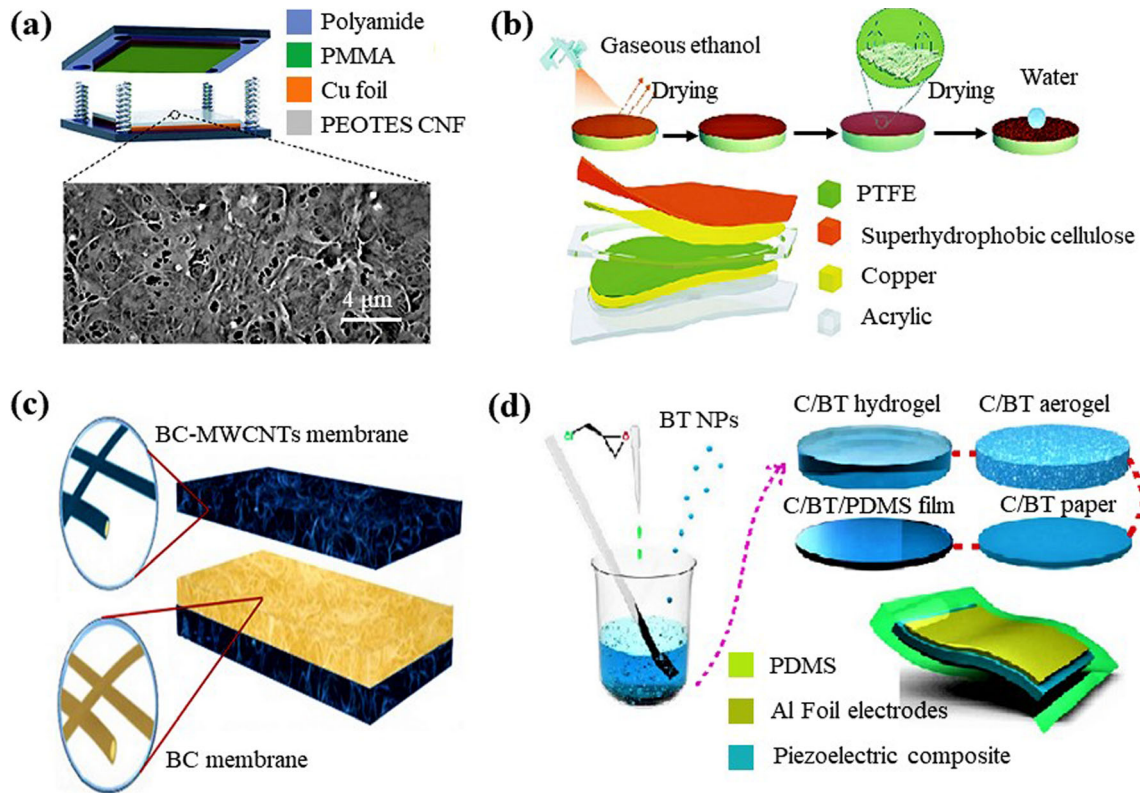 (a)
Polyamide
PMMA
Cu foil
PEOTES CNF
4 μm
(b)
Gaseous ethanol
Drying
Drying
Water
PTFE
Superhydrophobic cellulose
Copper
Acrylic
(c)
BC-MWCNTs membrane
BC membrane
(d)
BT NPs
C/BT hydrogel
C/BT aerogel
C/BT/PDMS film
C/BT paper
PDMS
Al Foil electrodes
Piezoelectric composite